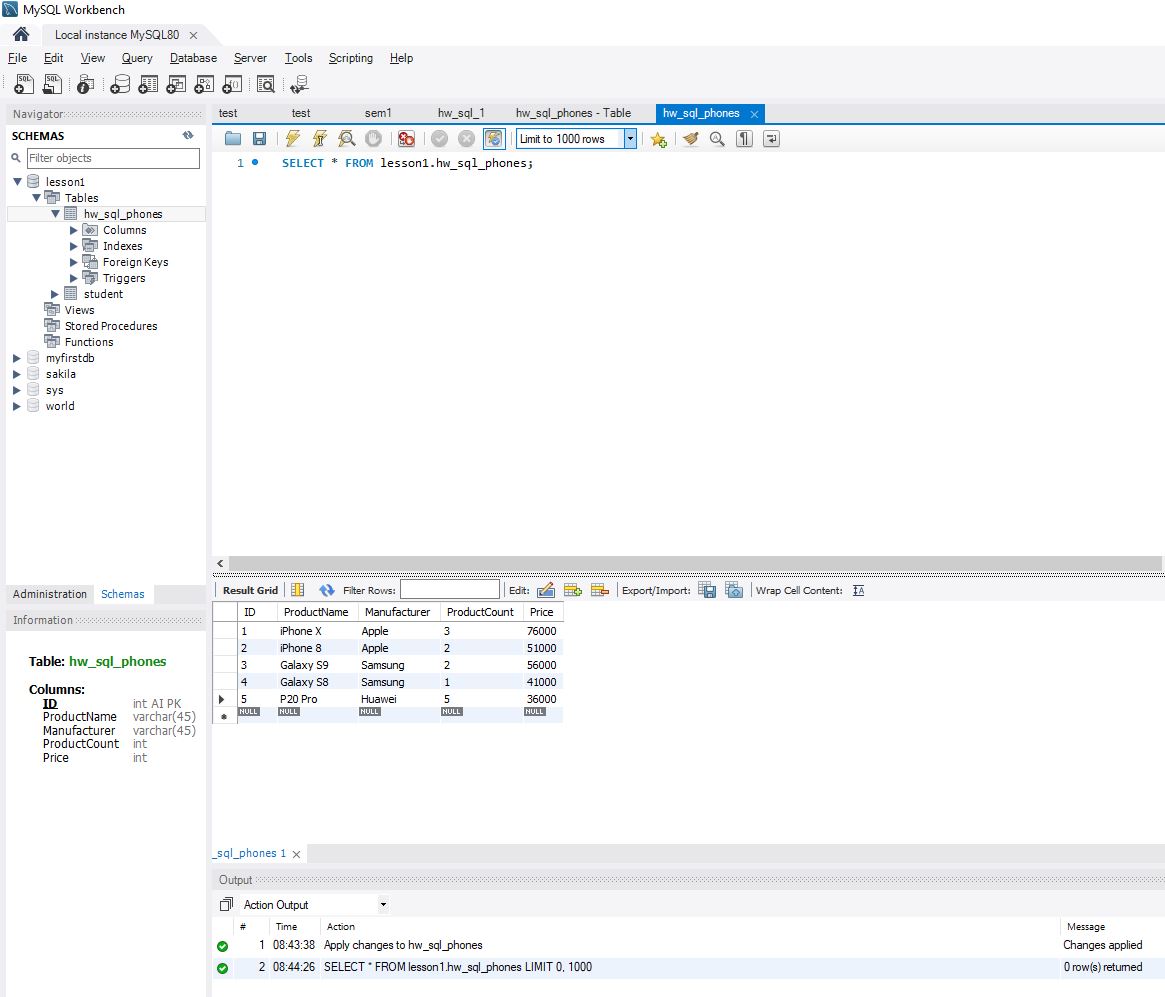 MySQL Workbench
Local instance MySQL80
File Edit View Query Database Server Tools Scripting Help
Navigator
SCHEMAS
Filter objects
lesson1
Tables
hw_sql_phones
Columns
Indexes
Foreign Keys
Triggers
student
Views
Stored Procedures
Functions
myfirstdb
sakila
sys
world
Administration Schemas
Information
Table: hw_sql_phones
Columns:
ID int AI PK
ProductName varchar(45)
Manufacturer varchar(45)
ProductCount int
Price int
test test sem1 hw_sql_1 hw_sql_phones - Table hw_sql_phones
Limit to 1000 rows
1 SELECT * FROM lesson1.hw_sql_phones;
Result Grid Filter Rows: Edit: Export/Import: Wrap Cell Content:
ID ProductName Manufacturer ProductCount Price
1 iPhone X Apple 3 76000
2 iPhone 8 Apple 2 51000
3 Galaxy S9 Samsung 2 56000
4 Galaxy S8 Samsung 1 41000
5 P20 Pro Huawei 5 36000
NULL NULL NULL NULL NULL
_sql_phones 1
Output
Action Output
# Time Action Message
1 08:43:38 Apply changes to hw_sql_phones Changes applied
2 08:44:26 SELECT * FROM lesson1.hw_sql_phones LIMIT 0, 1000 0 row(s) returned